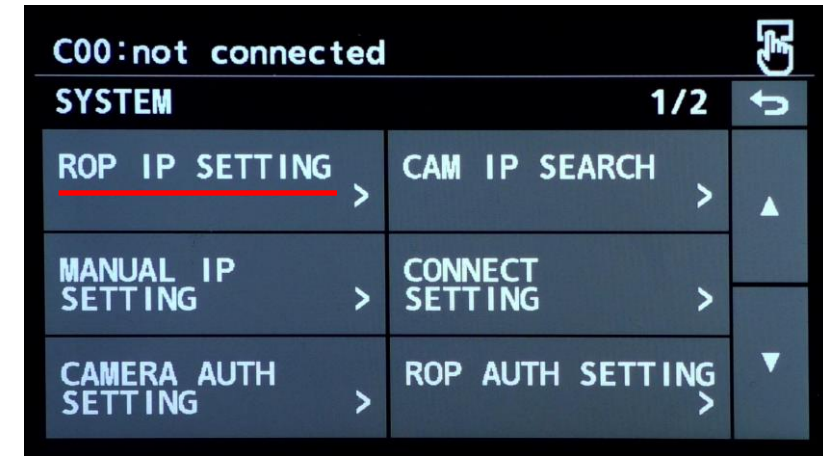 C00:not connected
SYSTEM 1/2
ROP IP SETTING >
CAM IP SEARCH >
MANUAL IP
SETTING >
CONNECT
SETTING >
CAMERA AUTH
SETTING >
ROP AUTH SETTING
>